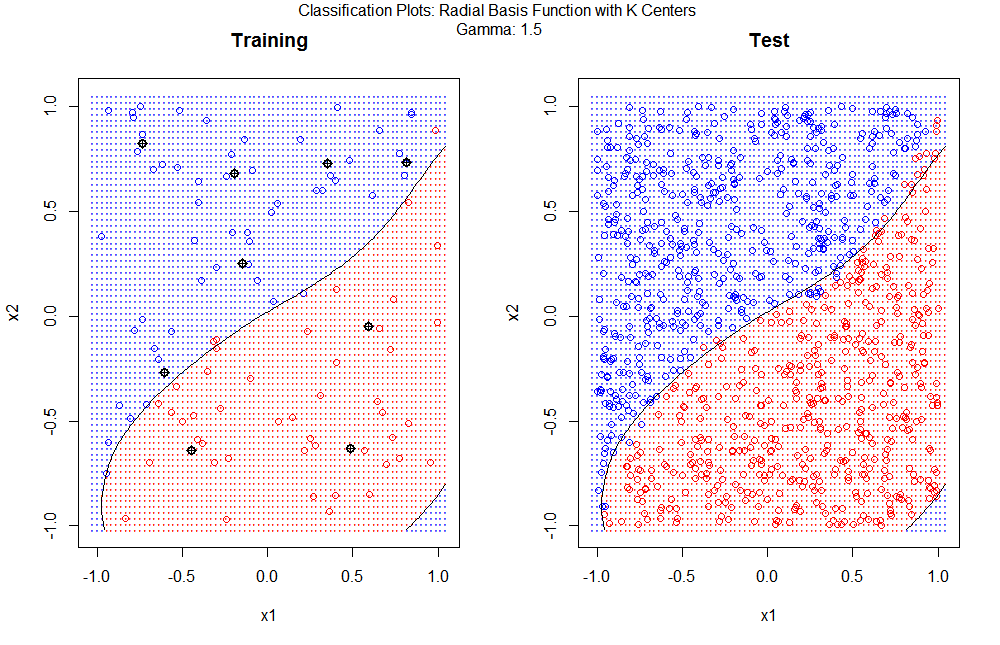 Classification Plots: Radial Basis Function with K Centers
Gamma: 1.5
Training
Test
1.0
0.5
0.0
-0.5
-1.0
x2
-1.0 -0.5 0.0 0.5 1.0
x1
1.0
0.5
0.0
-0.5
-1.0
x2
-1.0 -0.5 0.0 0.5 1.0
x1